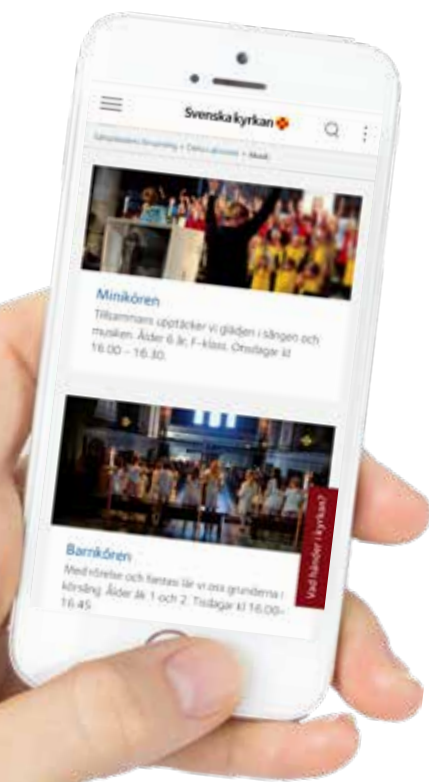 Svenska kyrkan
Musik
Minikören
Tillsammans upptäcker vi glädjen i sången och
musiken. Ålder 6 år, F-klass. Onsdagar kl
16.00 – 16.30.
Barnkören
Med rörelse och fantasi lär vi oss grunderna i
körsång. Ålder åk 1 och 2. Tisdagar kl 16.00–
16.45
Vad händer i kyrkan?